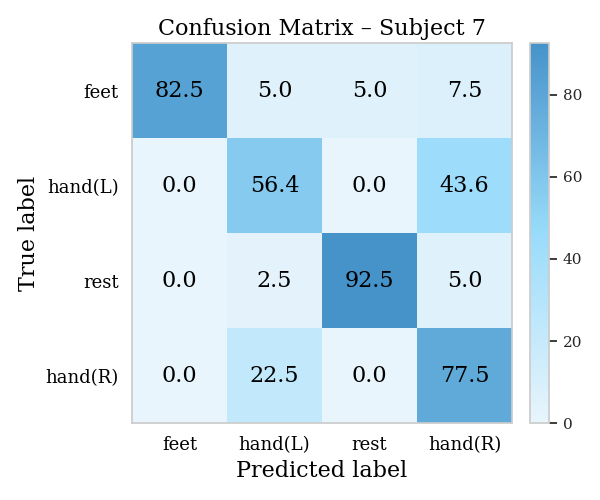 Confusion Matrix – Subject 7
feet 82.5 5.0 5.0 7.5
hand(L) 0.0 56.4 0.0 43.6
rest 0.0 2.5 92.5 5.0
hand(R) 0.0 22.5 0.0 77.5
feet hand(L) rest hand(R)
Predicted label
True label
80
60
40
20
0